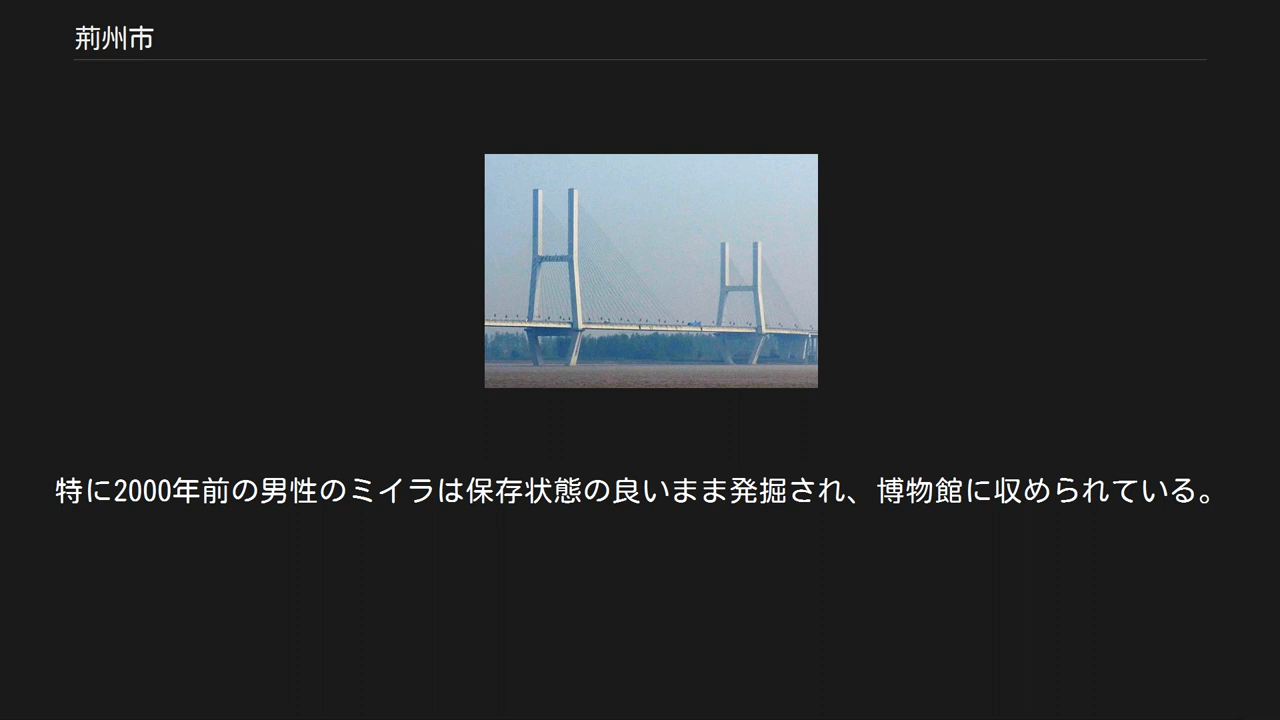 荊州市
特に2000年前の男性のミイラは保存状態の良いまま発掘され、博物館に収められている。